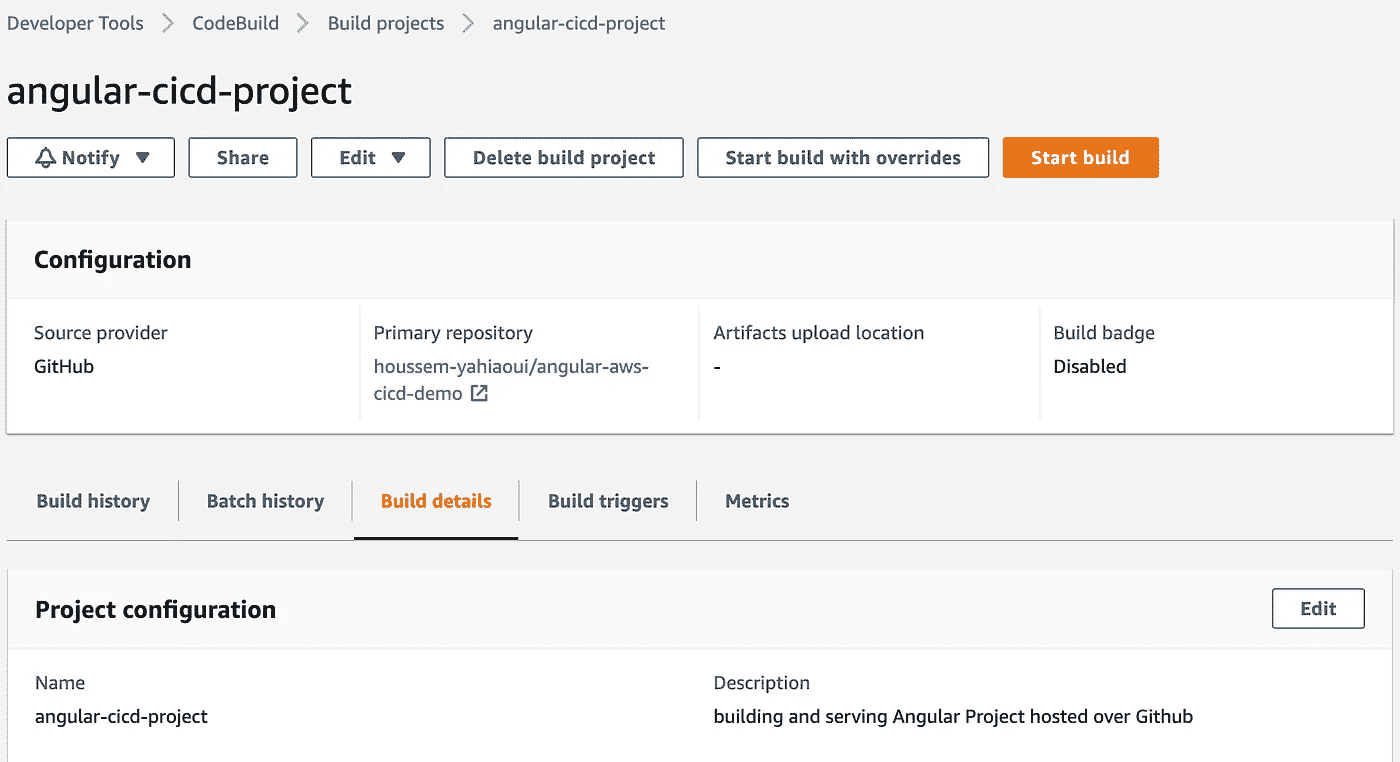 Developer Tools > CodeBuild > Build projects > angular-cicd-project
angular-cicd-project
Notify ▼ Share Edit ▼ Delete build project Start build with overrides Start build
Configuration
Source provider Primary repository Artifacts upload location Build badge
GitHub houssem-yahiaoui/angular-aws- - Disabled
cicd-demo
Build history Batch history Build details Build triggers Metrics
Project configuration Edit
Name Description
angular-cicd-project building and serving Angular Project hosted over Github